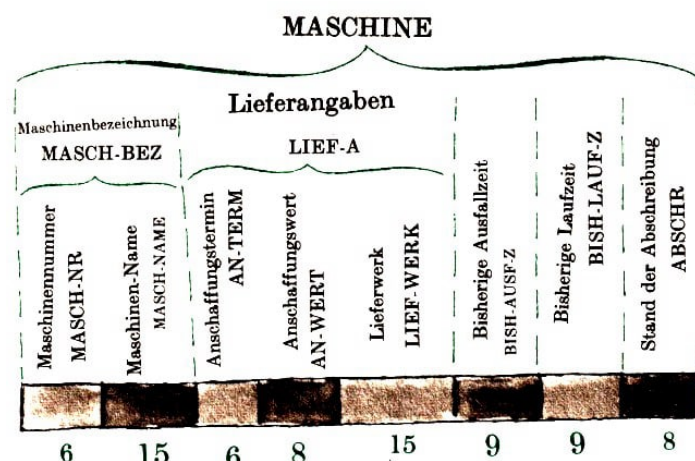 MASCHINE
Lieferangaben
Maschinenbezeichnung
MASCH-BEZ
LIEF-A
Maschinennummer
MASCH-NR
Maschinen-Name
MASCH-NAME
Anschaffungstermin
AN-TERM
Anschaffungswert
AN-WERT
Lieferwerk
LIEF-WERK
Bisherige Ausfallzeit
BISH-AUSF-Z
Bisherige Laufzeit
BISH-LAUF-Z
Stand der Abschreibung
ABSCHR
6 15 6 8 15 9 9 8